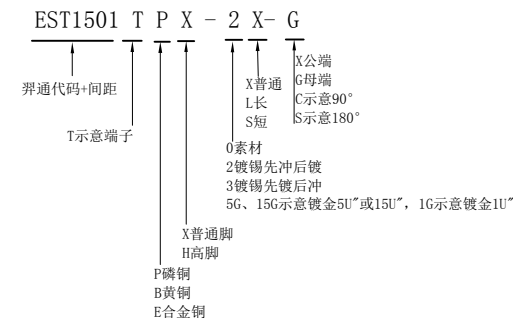 EST1501 T P X - 2 X- G
羿通代码+间距
T示意端子
P磷铜
B黄铜
E合金铜
X普通脚
H高脚
0素材
2镀锡先冲后镀
3镀锡先镀后冲
5G、15G示意镀金5U"或15U"，1G示意镀金1U"
X普通
L长
S短
X公端
G母端
C示意90°
S示意180°